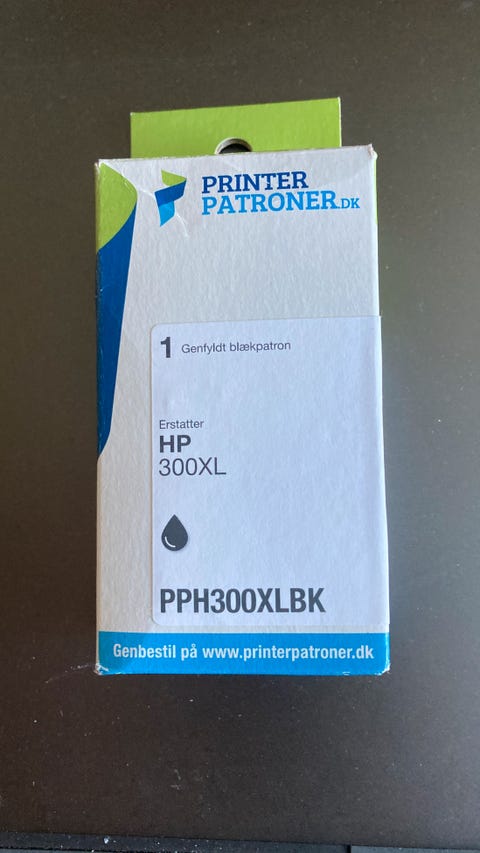 PRINTER
PATRONER.DK
1 Genfyldt blækpatron
Erstatter
HP
300XL
PPH300XLBK
Genbestil på www.printerpatroner.dk